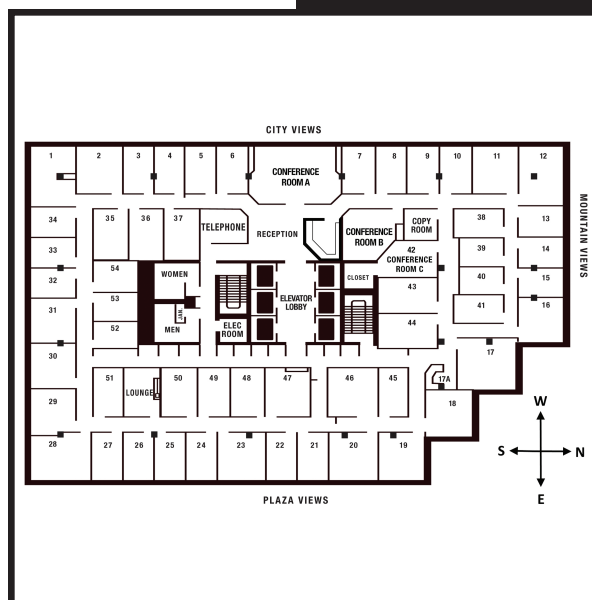 CITY VIEWS
1 2 3 4 5 6 7 8 9 10 11 12
CONFERENCE
ROOM A
34 35 36 37 38 13
TELEPHONE
RECEPTION
CONFERENCE
ROOM B
COPY
ROOM
MOUNTAIN VIEWS
33 39 14
42
CONFERENCE
ROOM C
54
WOMEN
CLOSET
32 40 15
43
53
ELEVATOR
LOBBY
31 41 16
JAN.
52
MEN
ELEC
ROOM
44
30 17
51 50 49 48 47 46 45 17A
LOUNGE
29 18
28 27 26 25 24 23 22 21 20 19
PLAZA VIEWS
W
S N
E